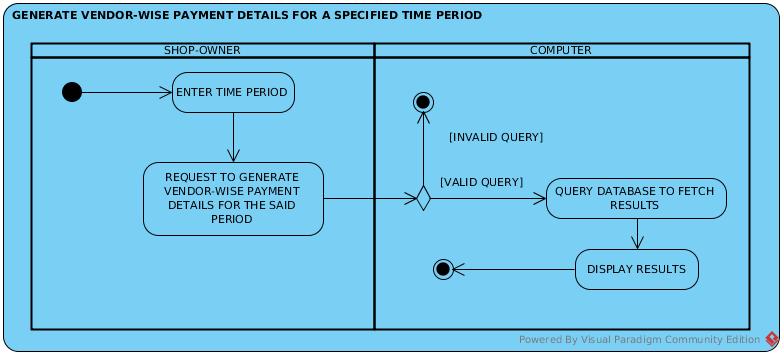 GENERATE VENDOR-WISE PAYMENT DETAILS FOR A SPECIFIED TIME PERIOD
SHOP-OWNER
COMPUTER
ENTER TIME PERIOD
[INVALID QUERY]
REQUEST TO GENERATE
VENDOR-WISE PAYMENT
DETAILS FOR THE SAID
PERIOD
[VALID QUERY]
QUERY DATABASE TO FETCH
RESULTS
DISPLAY RESULTS
Powered By Visual Paradigm Community Edition